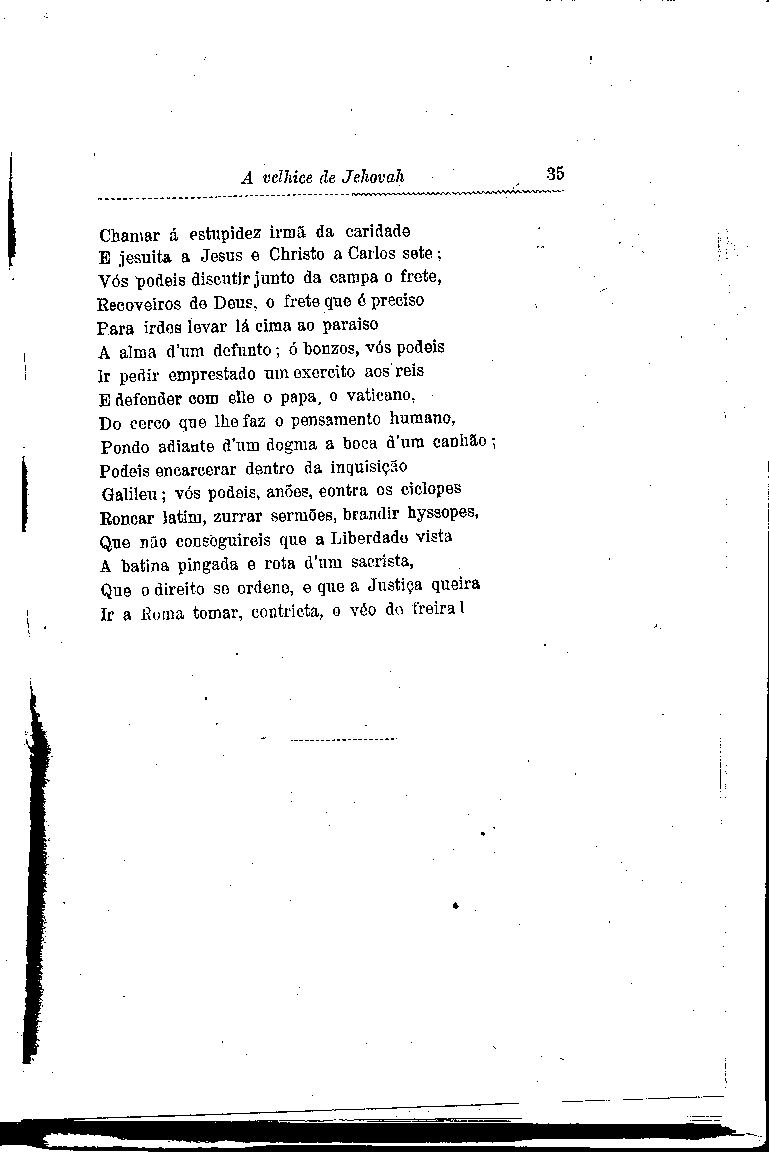 A velhice de Jehovah 35
Chamar á estupidez irmã da caridade
E jesuita a Jesus e Christo a Carlos sete;
Vós podeis discutir junto da campa o frete,
Recoveiros de Deus, o frete que é preciso
Para irdes levar lá cima ao paraiso
A alma d'um defunto; ó bonzos, vós podeis
Ir pedir emprestado um exercito aos reis
E defender com elle o papa, o vaticano,
Do cerco que lhe faz o pensamento humano,
Pondo adiante d'um dogma a boca d'um canhão;
Podeis encarcerar dentro da inquisição
Galileu; vós podeis, anões, contra os ciclopes
Roncar latim, zurrar sermões, brandir hyssopes,
Que não conseguireis que a Liberdade vista
A batina pingada e rota d'um sacrista,
Que o direito se ordene, e que a Justiça queira
Ir a Roma tomar, contricta, o véo de freira!